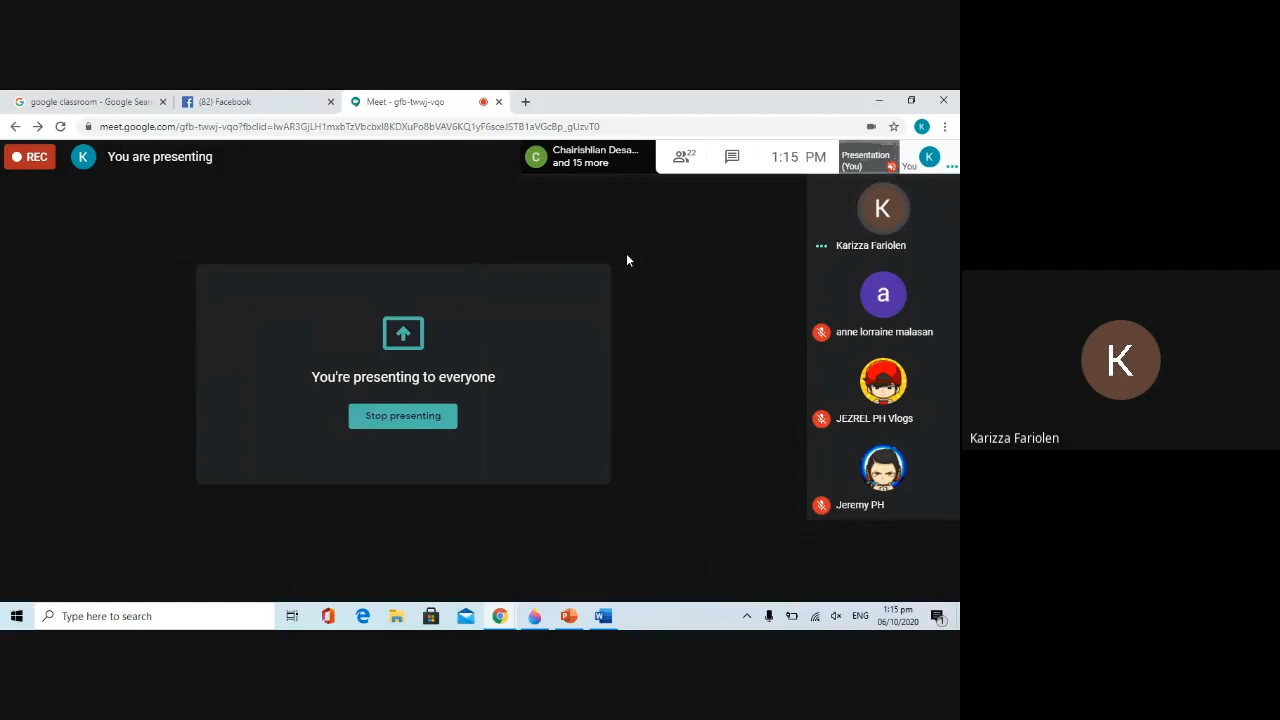 google classroom - Google Sear
(82) Facebook
Meet - gfb-twwj-vqo
meet.google.com/gfb-twwj-vqo?fbclid=IwAR3GjLH1mxbTzVbcbxI8KDXuPo8bVAV6KQ1yF6sceJSTB1aVGcBp_gUzvT0
K
REC
K
You are presenting
C
Chairishlian Desa...
and 15 more
22
1:15 PM
Presentation
(You)
You
K
K
Karizza Fariolen
a
anne lorraine malasan
JEZREL PH Vlogs
Jeremy PH
You're presenting to everyone
Stop presenting
K
Karizza Fariolen
Type here to search
ENG
1:15 pm
06/10/2020
1